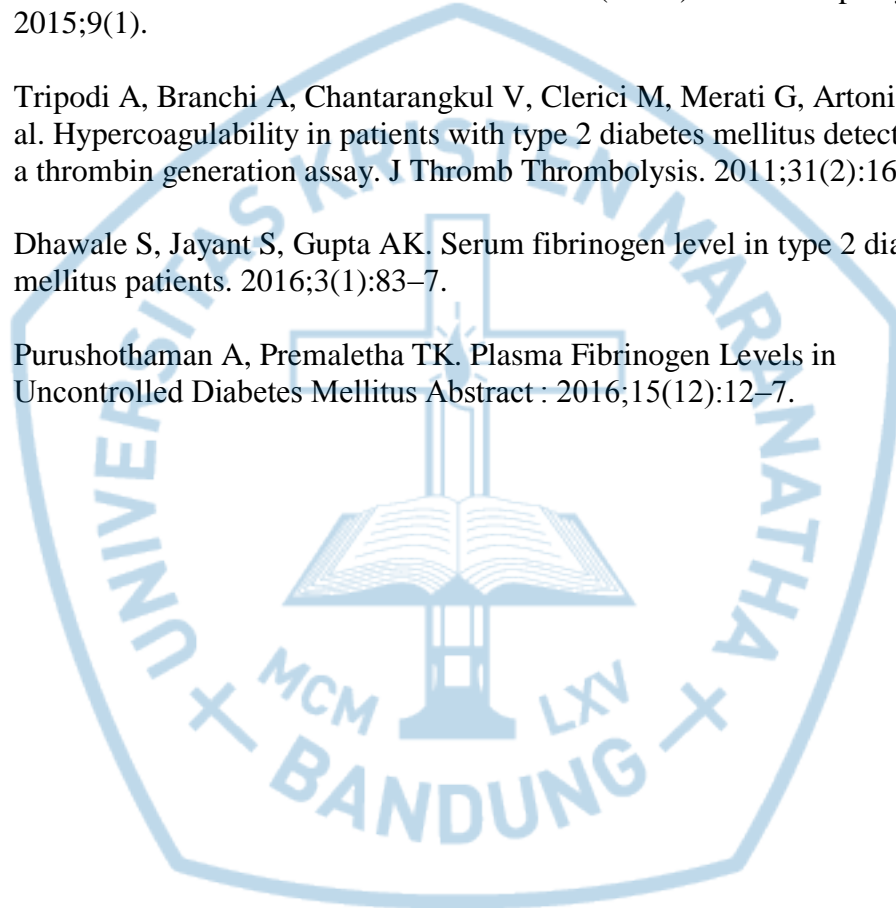 2015;9(1).
Tripodi A, Branchi A, Chantarangkul V, Clerici M, Merati G, Artoni
al. Hypercoagulability in patients with type 2 diabetes mellitus detect
a thrombin generation assay. J Thromb Thrombolysis. 2011;31(2):16
Dhawale S, Jayant S, Gupta AK. Serum fibrinogen level in type 2 dia
mellitus patients. 2016;3(1):83–7.
Purushothaman A, Premaletha TK. Plasma Fibrinogen Levels in
Uncontrolled Diabetes Mellitus Abstract : 2016;15(12):12–7.
UNIVERSITAS KRISTEN MARANATHA
MCM LXV
BANDUNG